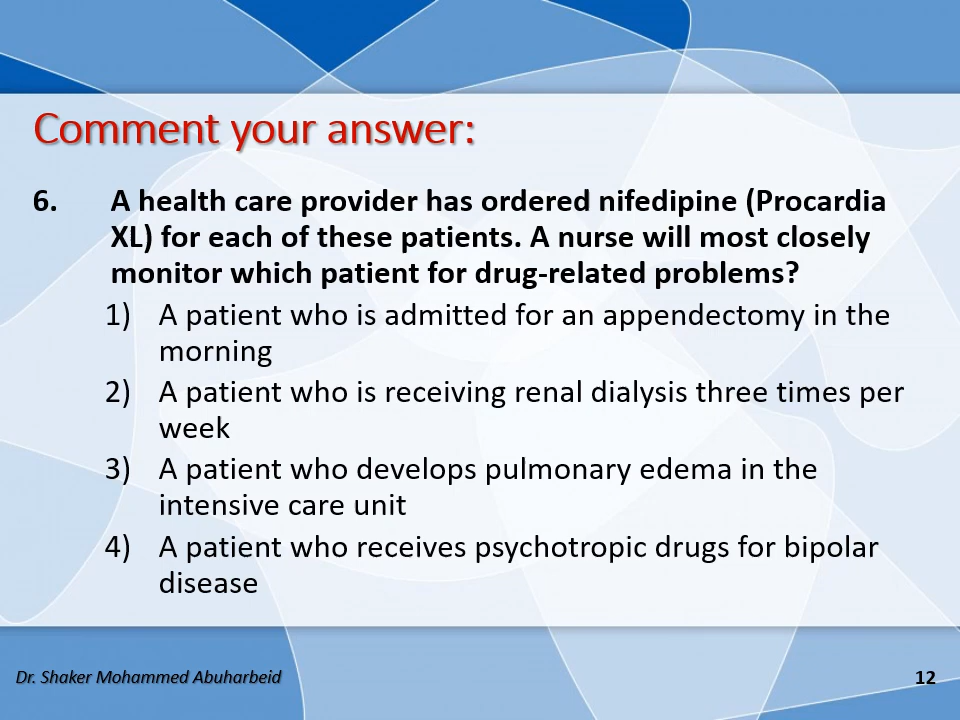 Comment your answer:
6. A health care provider has ordered nifedipine (Procardia
XL) for each of these patients. A nurse will most closely
monitor which patient for drug-related problems?
1) A patient who is admitted for an appendectomy in the
morning
2) A patient who is receiving renal dialysis three times per
week
3) A patient who develops pulmonary edema in the
intensive care unit
4) A patient who receives psychotropic drugs for bipolar
disease
Dr. Shaker Mohammed Abuharbeid 12